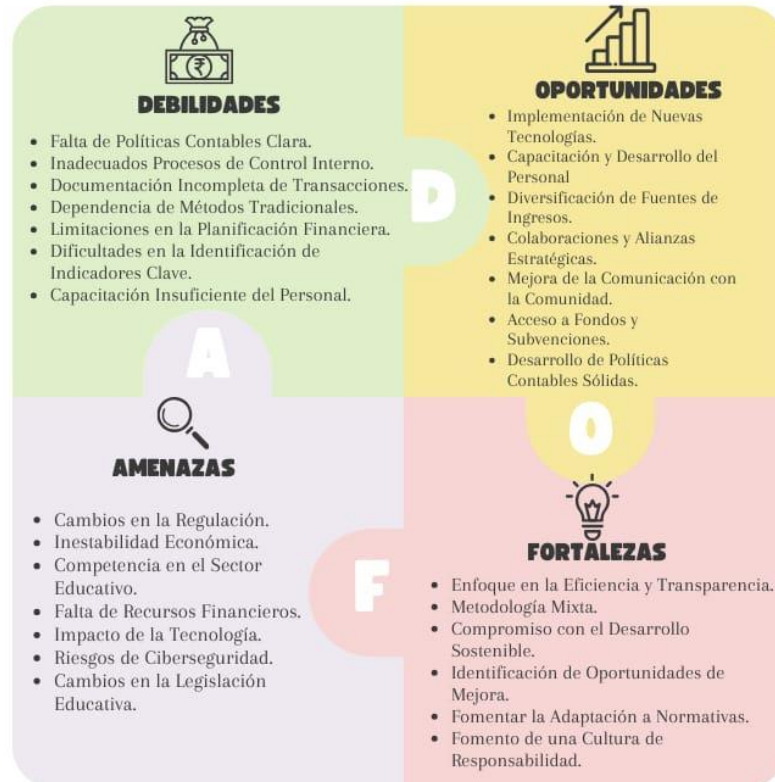 DEBILIDADES
• Falta de Políticas Contables Clara.
• Inadecuados Procesos de Control Interno.
• Documentación Incompleta de Transacciones.
• Dependencia de Métodos Tradicionales.
• Limitaciones en la Planificación Financiera.
• Dificultades en la Identificación de
Indicadores Clave.
• Capacitación Insuficiente del Personal.
D
OPORTUNIDADES
• Implementación de Nuevas
Tecnologías.
• Capacitación y Desarrollo del
Personal
• Diversificación de Fuentes de
Ingresos.
• Colaboraciones y Alianzas
Estratégicas.
• Mejora de la Comunicación con
la Comunidad.
• Acceso a Fondos y
Subvenciones.
• Desarrollo de Políticas
Contables Sólidas.
A
AMENAZAS
• Cambios en la Regulación.
• Inestabilidad Económica.
• Competencia en el Sector
Educativo.
• Falta de Recursos Financieros.
• Impacto de la Tecnología.
• Riesgos de Ciberseguridad.
• Cambios en la Legislación
Educativa.
F
O
FORTALEZAS
• Enfoque en la Eficiencia y Transparencia.
• Metodología Mixta.
• Compromiso con el Desarrollo
Sostenible.
• Identificación de Oportunidades de
Mejora.
• Fomentar la Adaptación a Normativas.
• Fomento de una Cultura de
Responsabilidad.